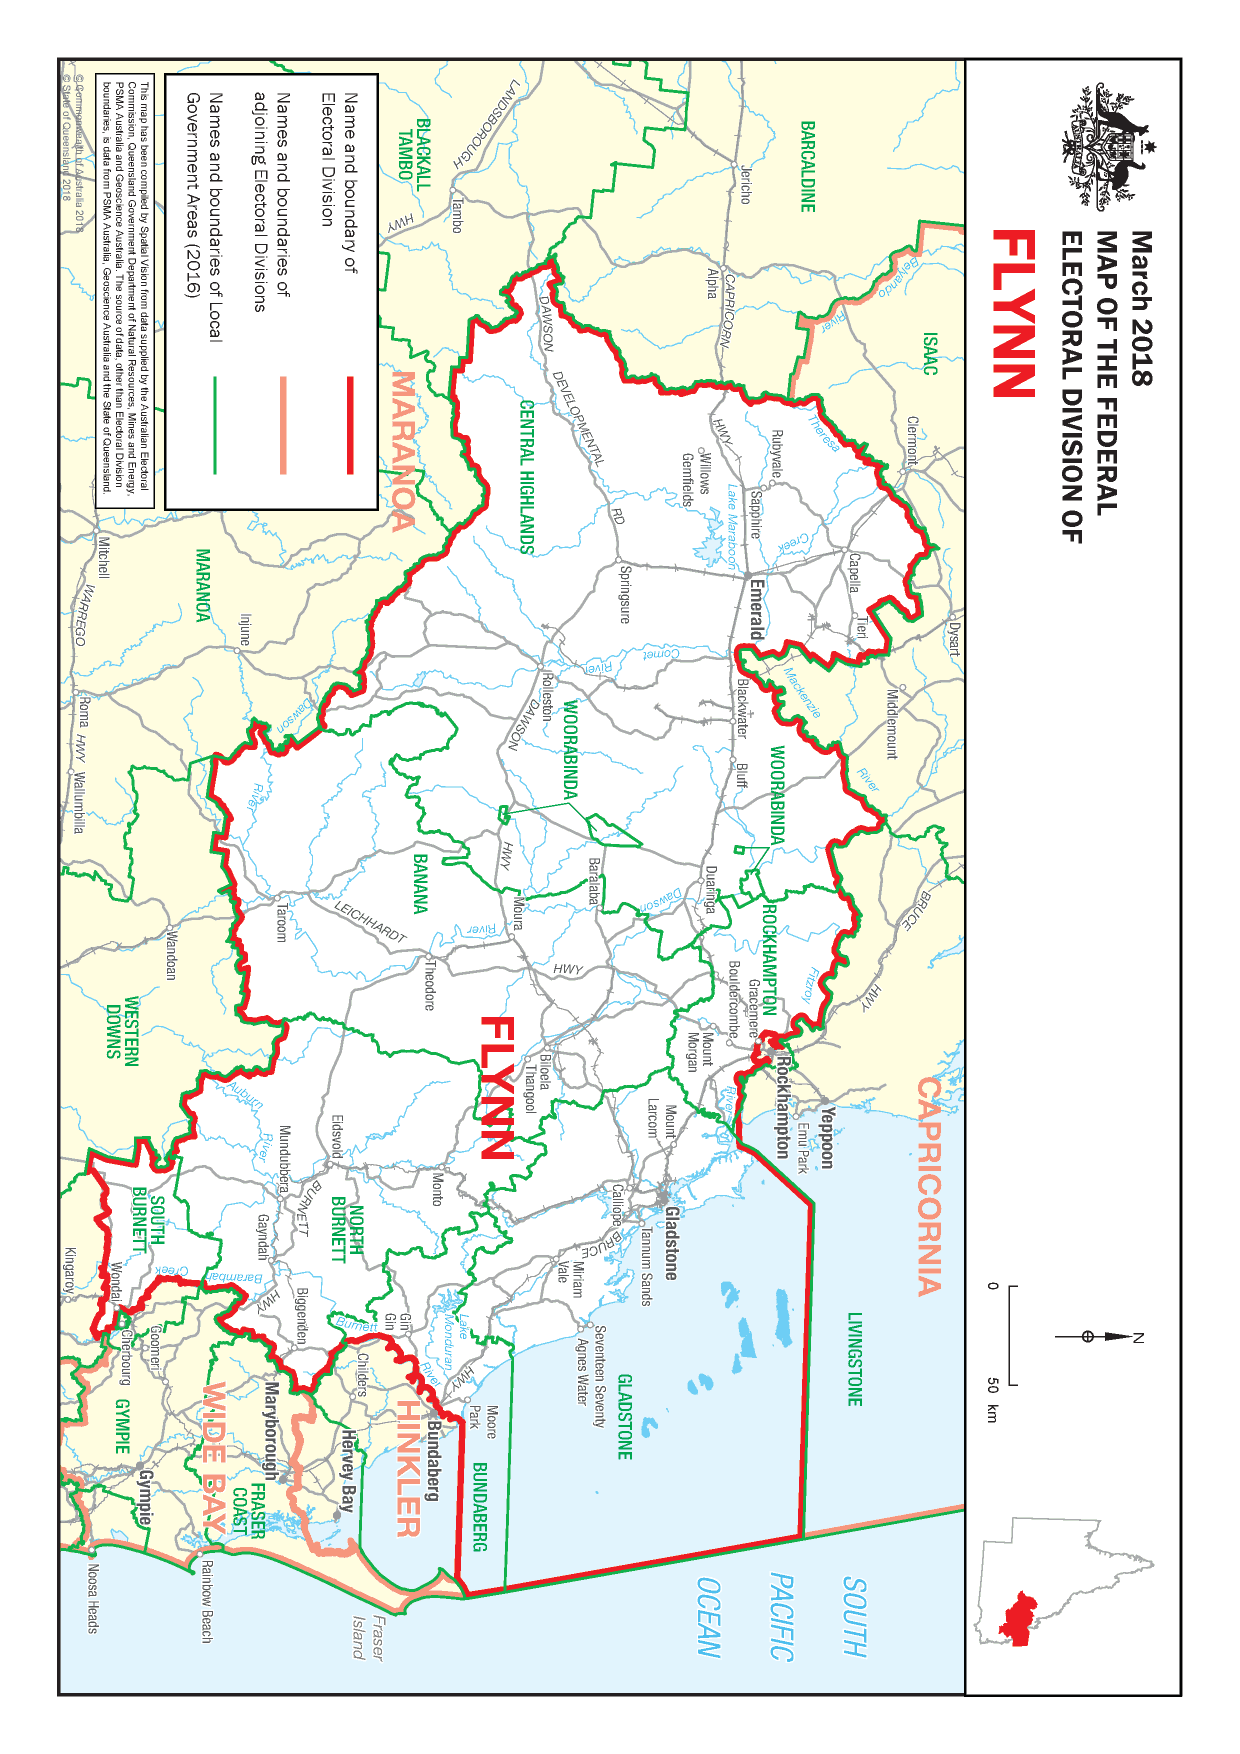 March 2018
MAP OF THE FEDERAL
ELECTORAL DIVISION OF
FLYNN
N
0
50 km
BARCALDINE
ISAAC
Belyando
River
Jericho
Alpha
CAPRICORN
HWY
LANDSBOROUGH
HWY
BLACKALL
TAMBO
Tambo
Clermont
Theresa
Creek
Rubyvale
Sapphire
Willows
Gemfields
Lake Maraboon
Emerald
Capella
Tieri
Dysart
Middlemount
Mackenzie
River
DAWSON
DEVELOPMENTAL
RD
CENTRAL HIGHLANDS
Springsure
Comet
River
Rolleston
DAWSON
HWY
Blackwater
Bluff
WOORABINDA
WOORABINDA
Duaringa
Baralaba
Dawson
River
BANANA
Moura
Theodore
LEICHHARDT
HWY
Taroom
ROCKHAMPTON
Fitzroy
River
Bouldercombe
Gracemere
Mount
Morgan
Rockhampton
Yeppoon
Emu Park
BRUCE
HWY
CAPRICORNIA
LIVINGSTONE
FLYNN
Biloela
Thangool
Mount
Larcom
Gladstone
Calliope
Tannum Sands
BRUCE
Miriam
Vale
Seventeen Seventy
Agnes Water
GLADSTONE
Monto
Eidsvold
Mundubbera
Auburn
River
BURNETT
HWY
NORTH
BURNETT
Gayndah
Biggenden
Barambah
Creek
Burnett
River
Gin
Gin
Lake
Monduran
HWY
Moore
Park
Bundaberg
BUNDABERG
HINKLER
Childers
Hervey Bay
Maryborough
WIDE BAY
FRASER
COAST
SOUTH
BURNETT
Wondai
Kingaroy
Cherbourg
Goomeri
GYMPIE
Gympie
Rainbow Beach
Noosa Heads
Fraser
Island
SOUTH
PACIFIC
OCEAN
MARANOA
MARANOA
Mitchell
WARREGO
HWY
Roma
Wallumbilla
Injune
Dawson
River
Wandoan
WESTERN
DOWNS
Name and boundary of
Electoral Division
Names and boundaries of
adjoining Electoral Divisions
Names and boundaries of Local
Government Areas (2016)
This map has been compiled by Spatial Vision from data supplied by the Australian Electoral
Commission, Queensland Government Department of Natural Resources, Mines and Energy,
PSMA Australia and Geoscience Australia. The source of data, other than Electoral Division
boundaries, is data from PSMA Australia, Geoscience Australia and the State of Queensland.
© Commonwealth of Australia 2018
© State of Queensland 2018